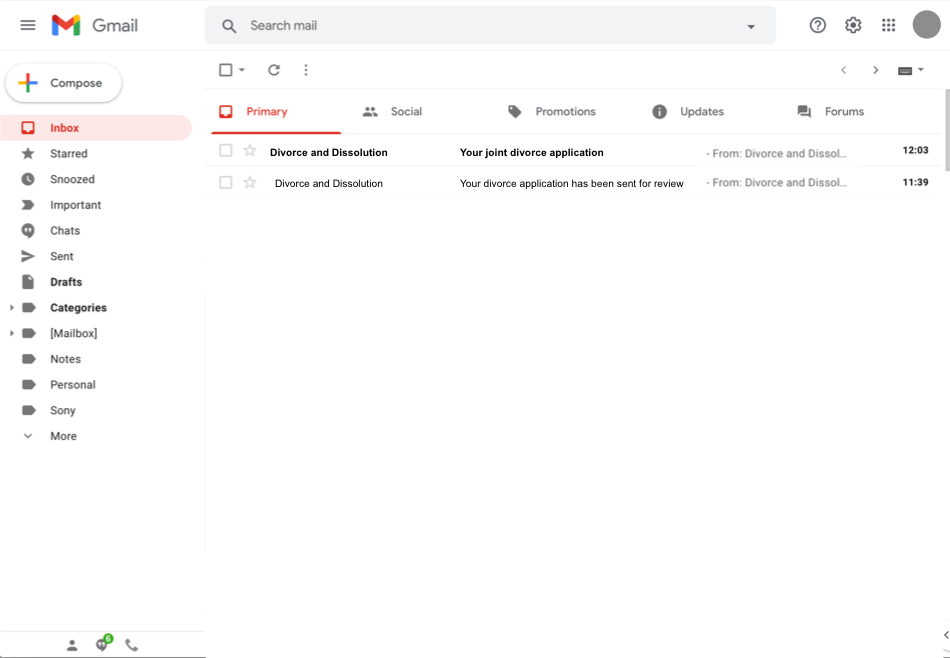 Gmail
Search mail
Compose
Primary
Social
Promotions
Updates
Forums
Inbox
Starred
Snoozed
Important
Chats
Sent
Drafts
Categories
[Mailbox]
Notes
Personal
Sony
More
Divorce and Dissolution Your joint divorce application - From: Divorce and Dissol... 12:03
Divorce and Dissolution Your divorce application has been sent for review - From: Divorce and Dissol... 11:39
6